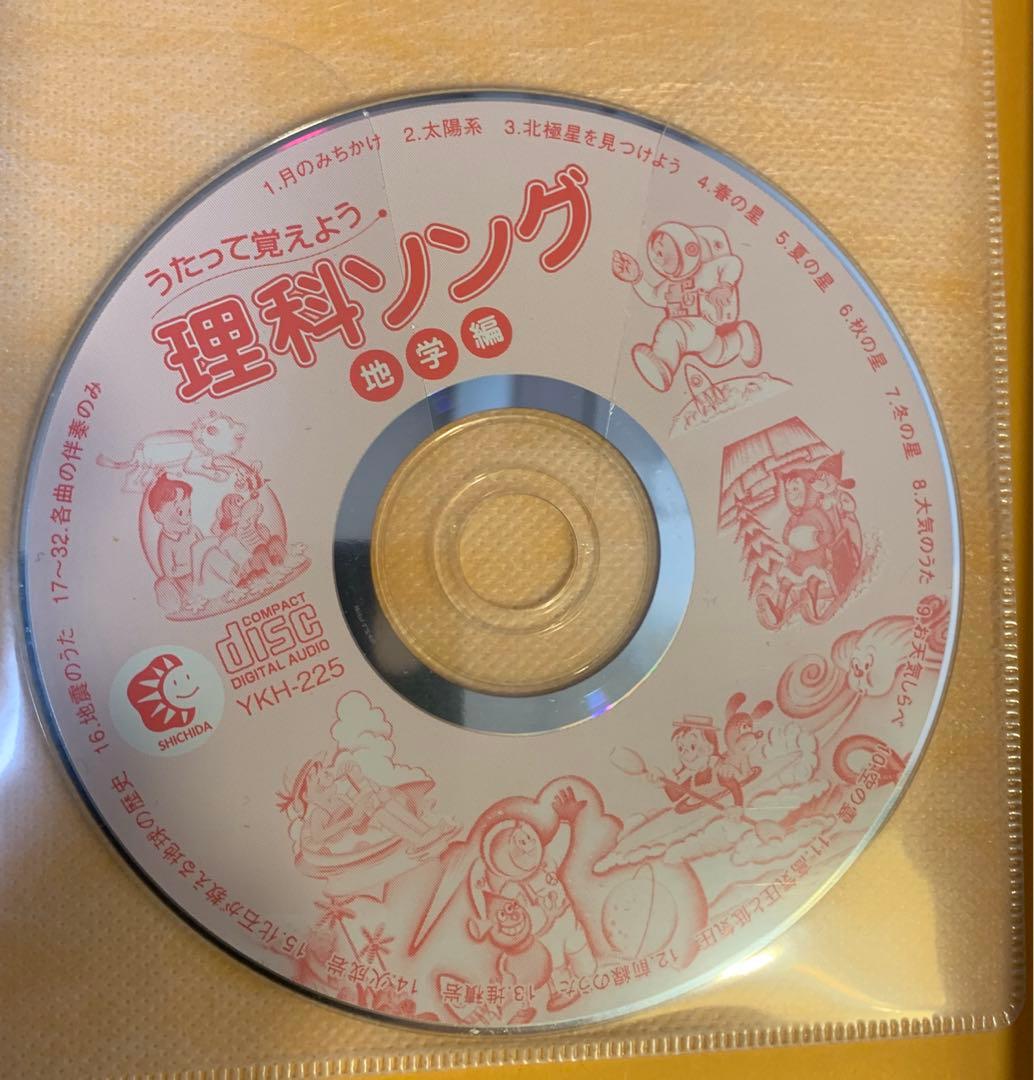 うたって覚えよう
理科ソング
地学編
1.月のみちかけ
2.太陽系
3.北極星を見つけよう
4.春の星
5.夏の星
6.秋の星
7.冬の星
8.大気のうた
9.お天気しらべ
10.空の雲
11.高気圧と低気圧
12.前線のうた
13.堆積岩
14.火成岩
15.化石が教える地球の歴史
16.地震のうた
17〜32.各曲の伴奏のみ
COMPACT
disc
DIGITAL AUDIO
YKH-225
SHICHIDA